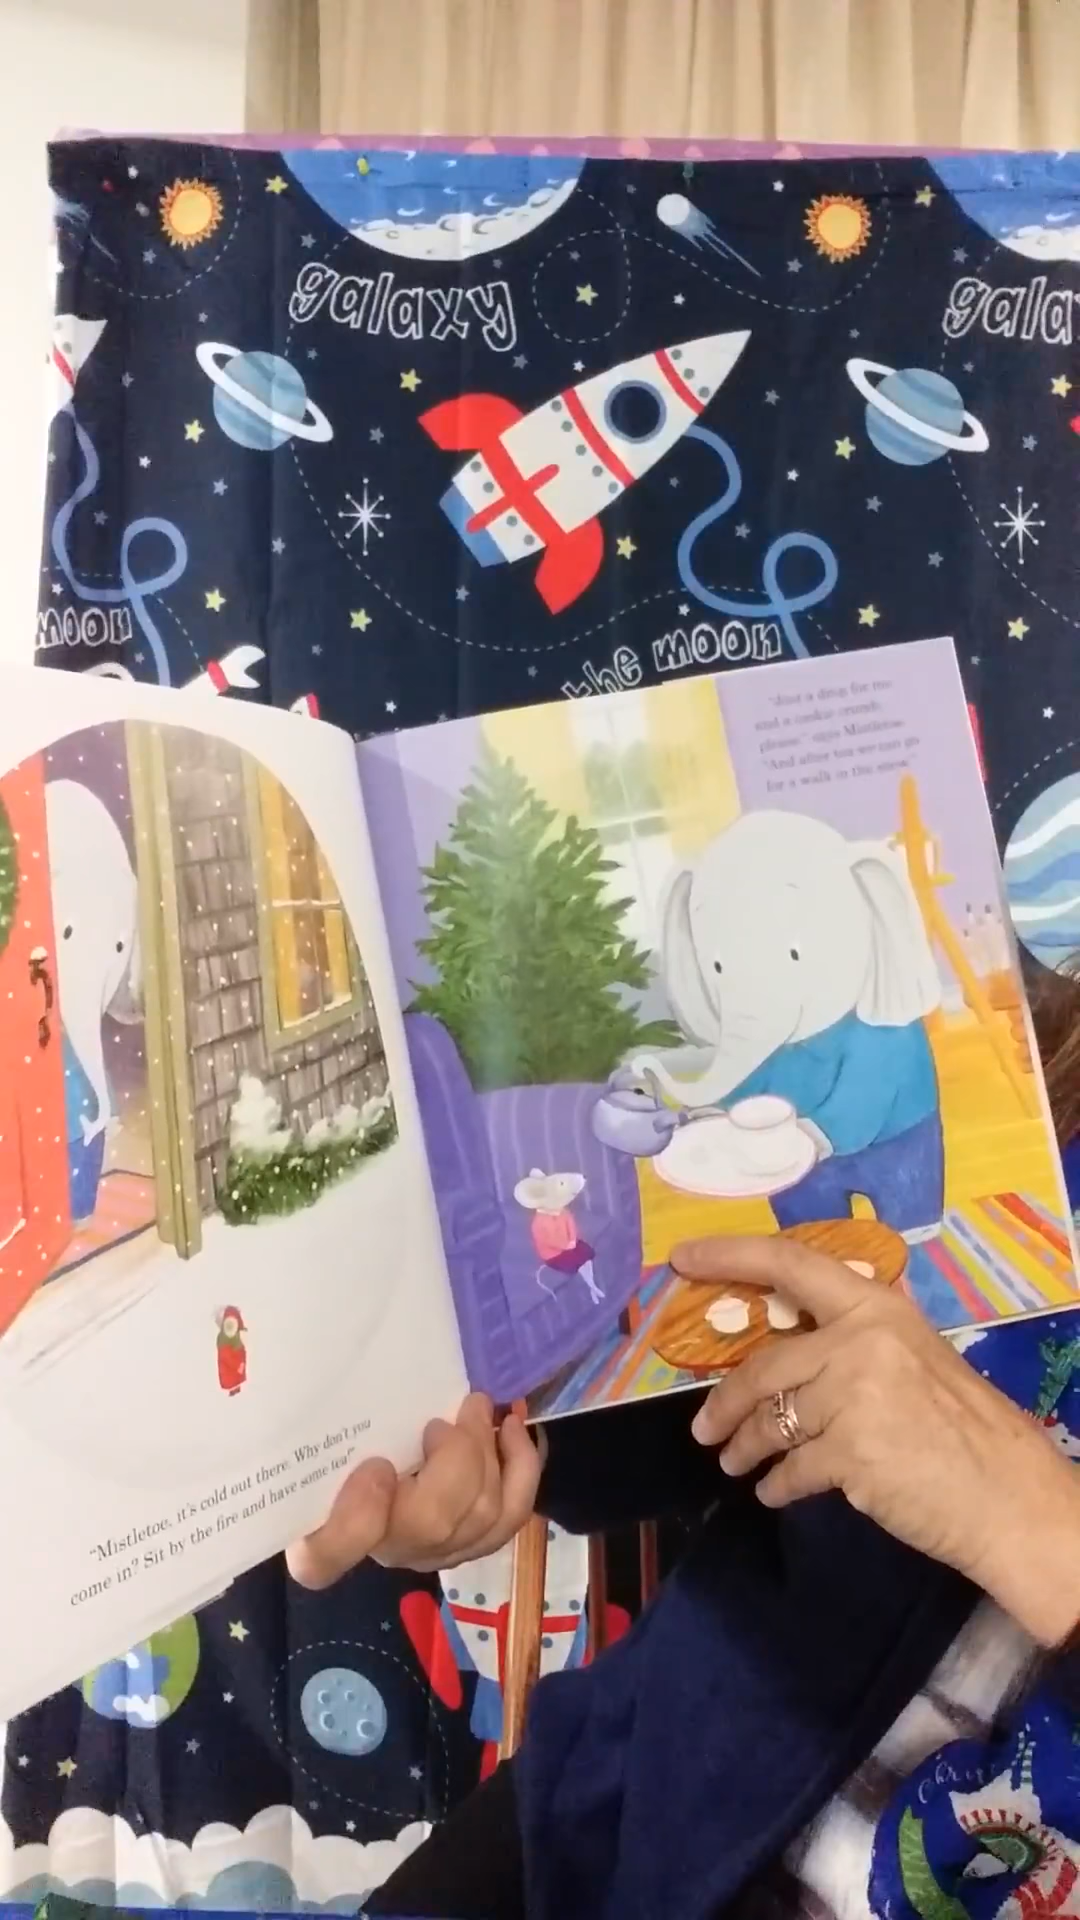 galaxy
gala
moon
the moon
"Just a drop for me
and a cookie crumb,
please," says Mistletoe.
"And after tea we can go
for a walk in the snow."
"Mistletoe, it's cold out there. Why don't you
come in? Sit by the fire and have some tea!"